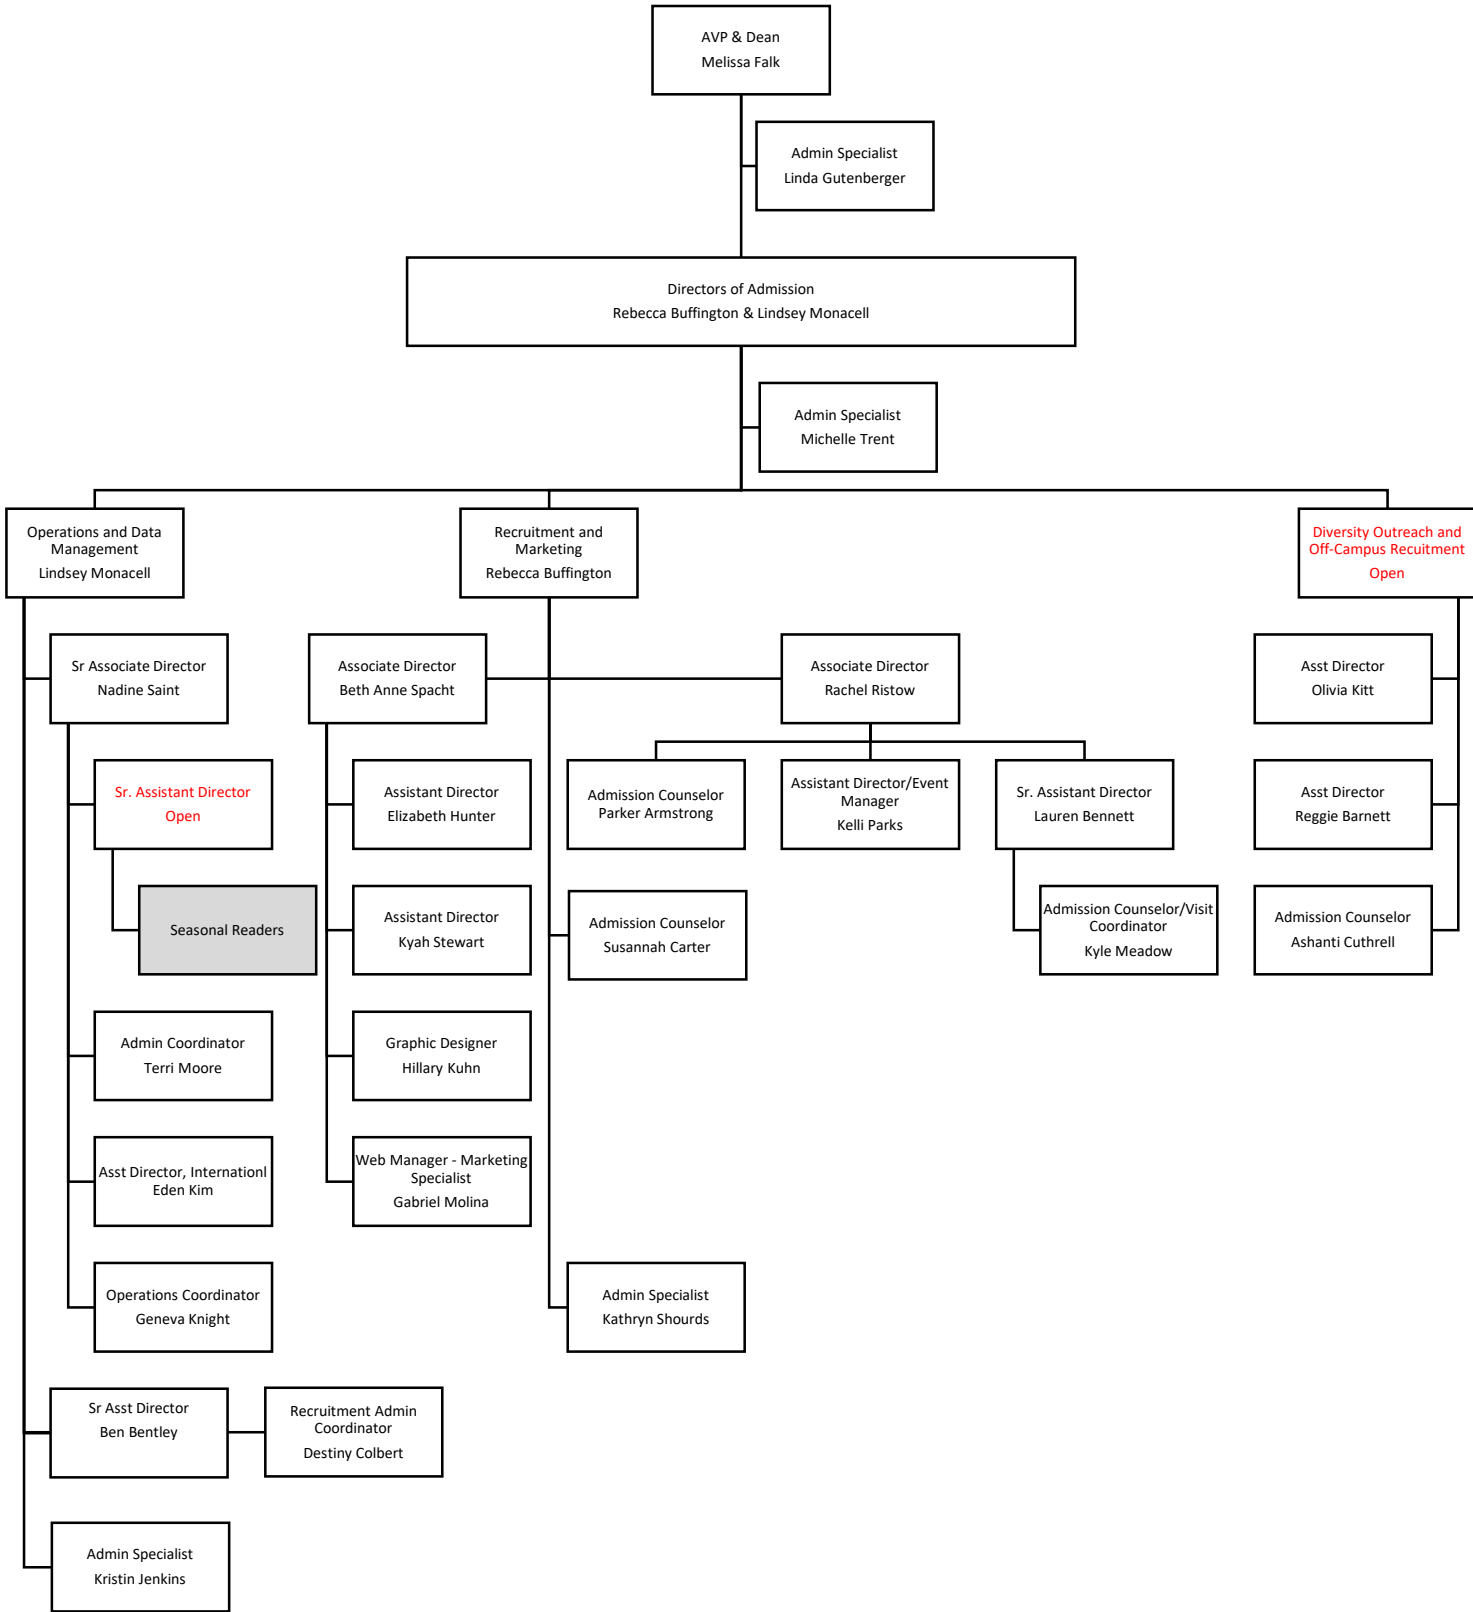 AVP & Dean
Melissa Falk
Admin Specialist
Linda Gutenberger
Directors of Admission
Rebecca Buffington & Lindsey Monacell
Admin Specialist
Michelle Trent
Operations and Data
Management
Lindsey Monacell
Recruitment and
Marketing
Rebecca Buffington
Diversity Outreach and
Off-Campus Recuitment
Open
Sr Associate Director
Nadine Saint
Associate Director
Beth Anne Spacht
Associate Director
Rachel Ristow
Asst Director
Olivia Kitt
Sr. Assistant Director
Open
Assistant Director
Elizabeth Hunter
Admission Counselor
Parker Armstrong
Assistant Director/Event
Manager
Kelli Parks
Sr. Assistant Director
Lauren Bennett
Asst Director
Reggie Barnett
Seasonal Readers
Assistant Director
Kyah Stewart
Admission Counselor
Susannah Carter
Admission Counselor/Visit
Coordinator
Kyle Meadow
Admission Counselor
Ashanti Cuthrell
Admin Coordinator
Terri Moore
Graphic Designer
Hillary Kuhn
Asst Director, Internationl
Eden Kim
Web Manager - Marketing
Specialist
Gabriel Molina
Operations Coordinator
Geneva Knight
Admin Specialist
Kathryn Shourds
Sr Asst Director
Ben Bentley
Recruitment Admin
Coordinator
Destiny Colbert
Admin Specialist
Kristin Jenkins